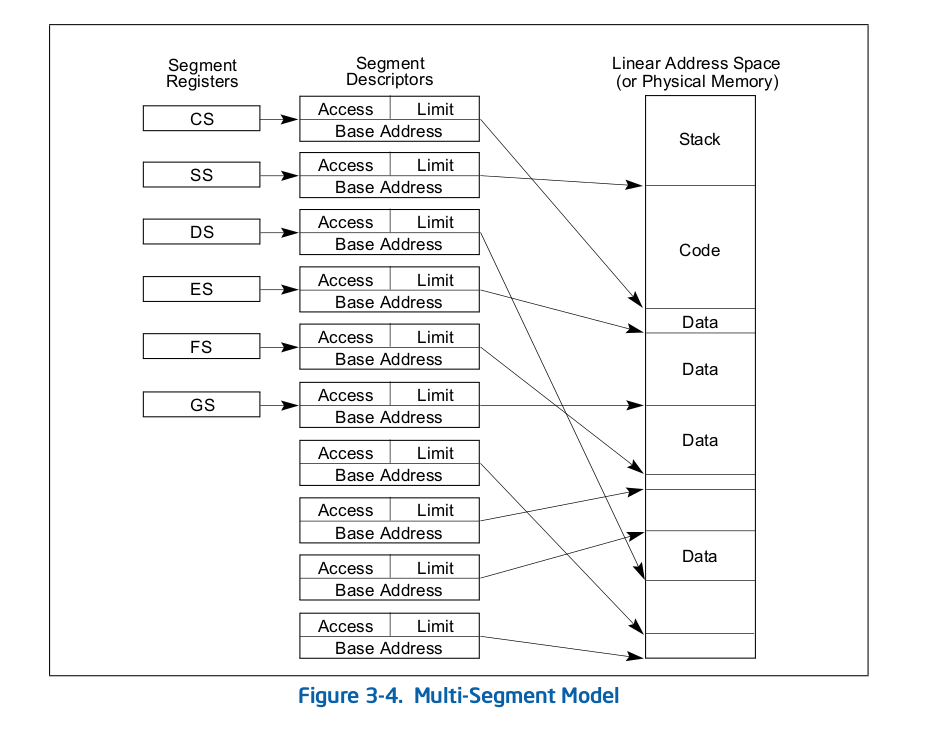 Segment
Registers
Segment
Descriptors
Linear Address Space
(or Physical Memory)
CS
Access Limit
Base Address
Stack
SS
Access Limit
Base Address
DS
Access Limit
Base Address
Code
ES
Access Limit
Base Address
Data
FS
Access Limit
Base Address
Data
GS
Access Limit
Base Address
Data
Access Limit
Base Address
Access Limit
Base Address
Access Limit
Base Address
Data
Access Limit
Base Address
Figure 3-4. Multi-Segment Model